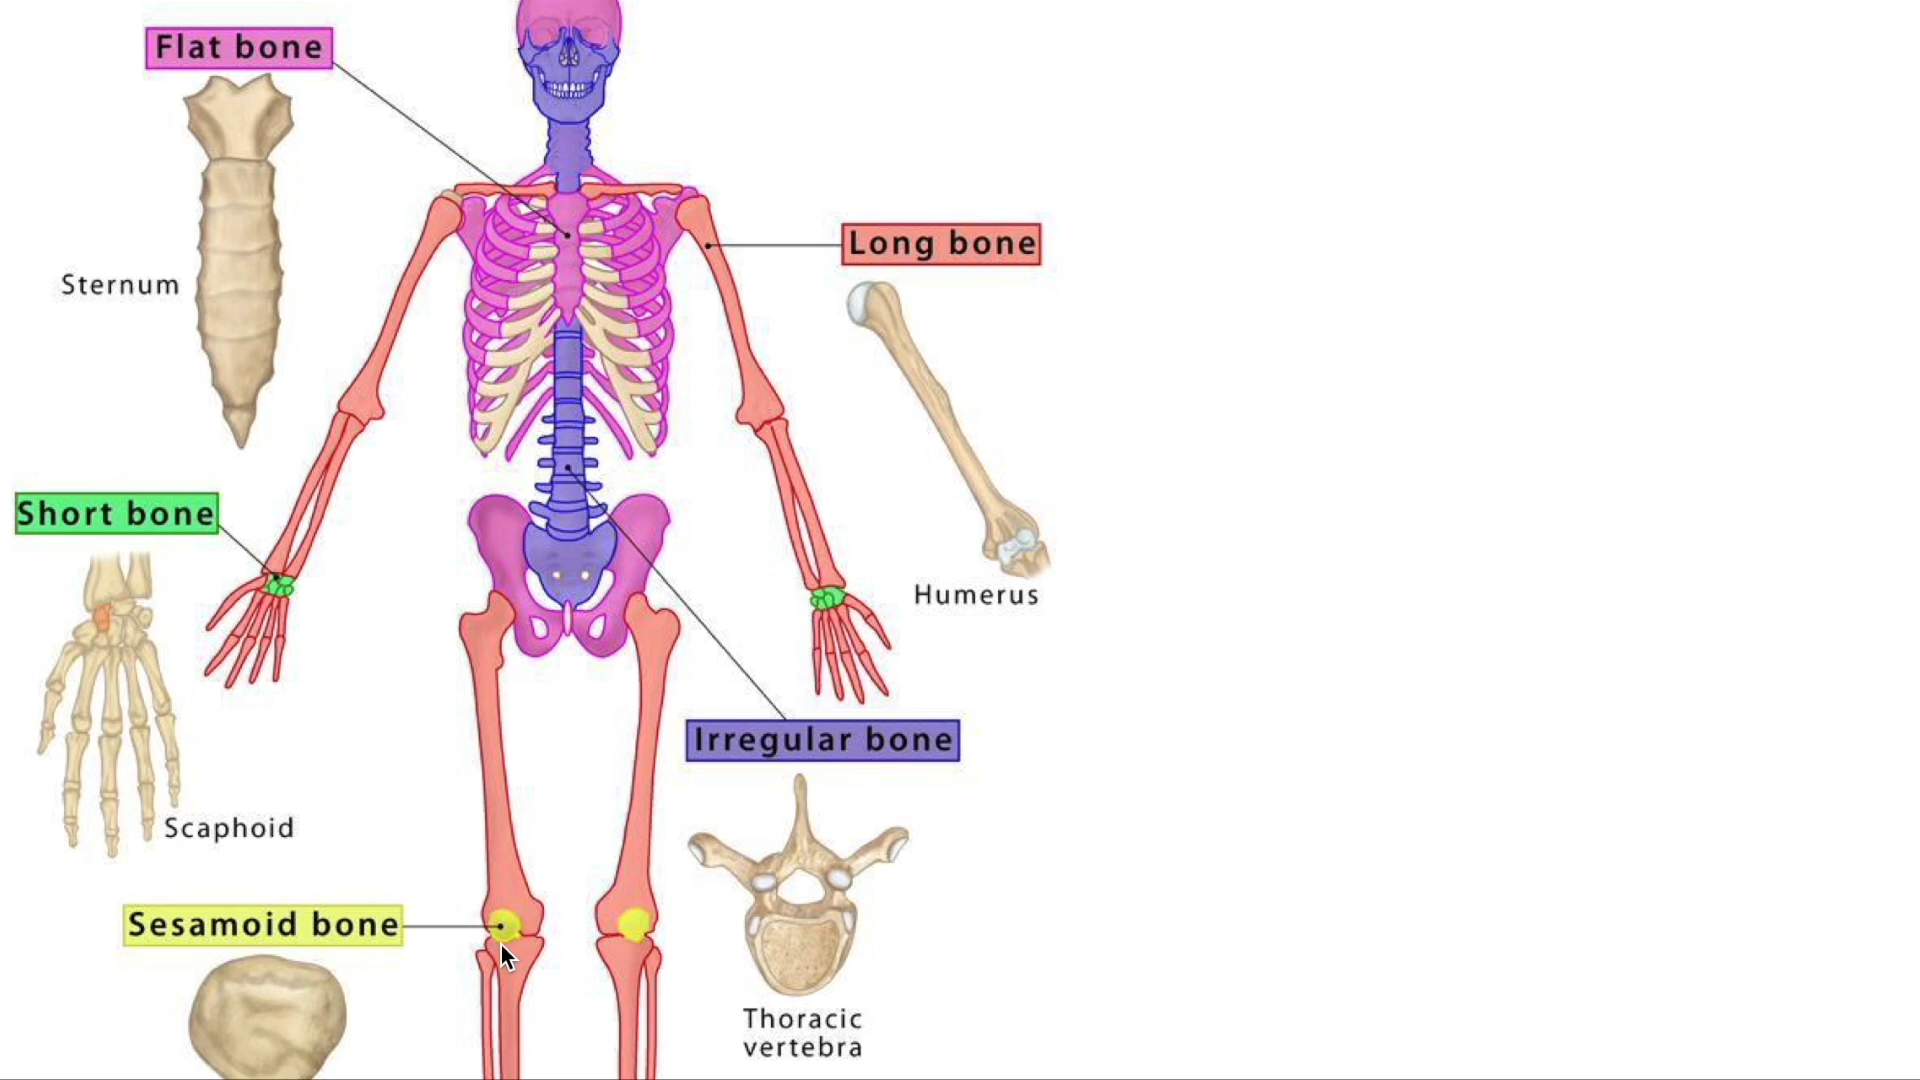 Flat bone
Sternum
Long bone
Humerus
Short bone
Scaphoid
Irregular bone
Thoracic
vertebra
Sesamoid bone